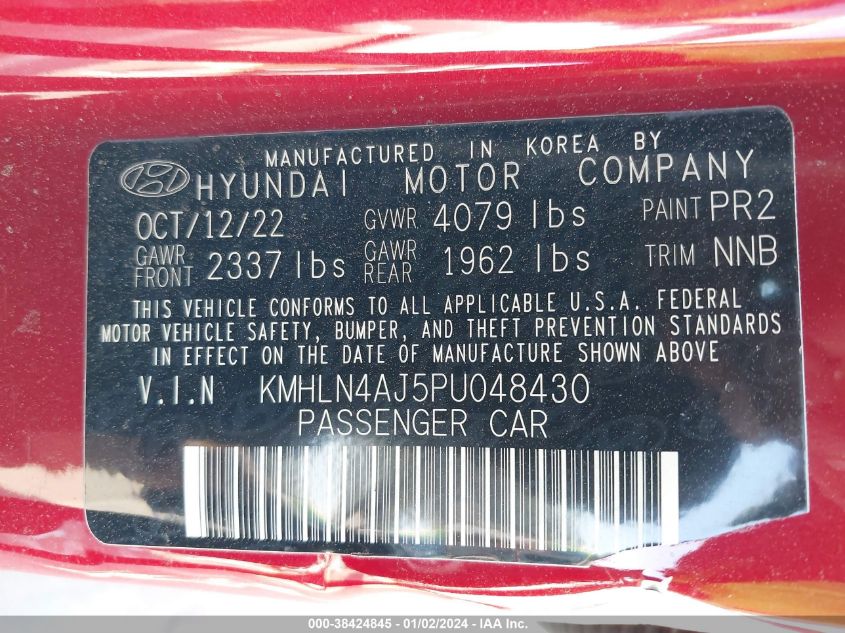 MANUFACTURED IN KOREA BY
HYUNDAI MOTOR COMPANY
OCT/12/22 GVWR 4079 lbs PAINT PR2
GAWR FRONT 2337 lbs GAWR REAR 1962 lbs TRIM NNB
THIS VEHICLE CONFORMS TO ALL APPLICABLE U.S.A. FEDERAL
MOTOR VEHICLE SAFETY, BUMPER, AND THEFT PREVENTION STANDARDS
IN EFFECT ON THE DATE OF MANUFACTURE SHOWN ABOVE
V.I.N KMHLN4AJ5PU048430
PASSENGER CAR
000-38424845 - 01/02/2024 - IAA Inc.